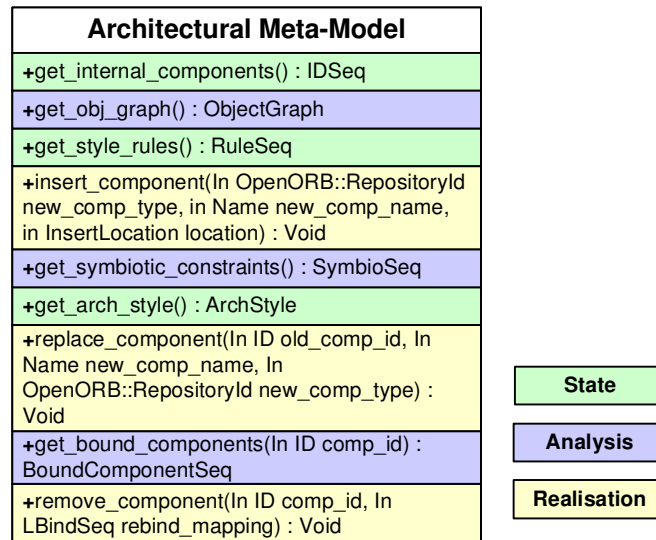 Architectural Meta-Model
+get_internal_components() : IDSeq
+get_obj_graph() : ObjectGraph
+get_style_rules() : RuleSeq
+insert_component(In OpenORB::RepositoryId
new_comp_type, in Name new_comp_name,
in InsertLocation location) : Void
+get_symbiotic_constraints() : SymbioSeq
+get_arch_style() : ArchStyle
+replace_component(In ID old_comp_id, In
Name new_comp_name, In
OpenORB::RepositoryId new_comp_type) :
Void
+get_bound_components(In ID comp_id) :
BoundComponentSeq
+remove_component(In ID comp_id, In
LBindSeq rebind_mapping) : Void
State
Analysis
Realisation